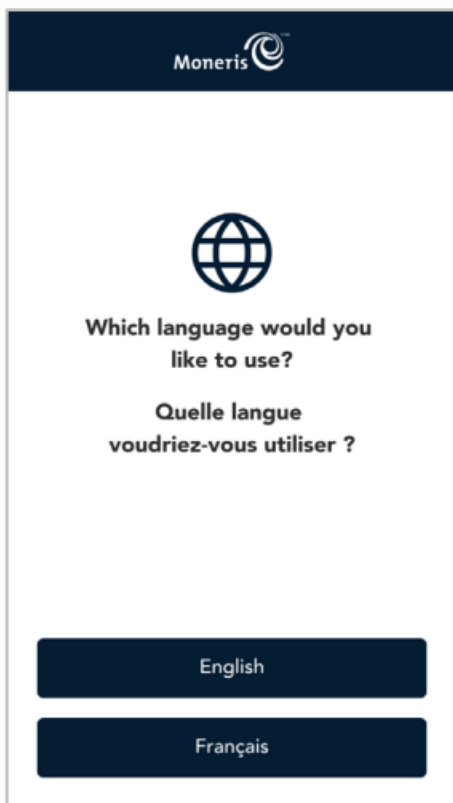 Moneris
Which language would you
like to use?
Quelle langue
voudriez-vous utiliser ?
English
Français